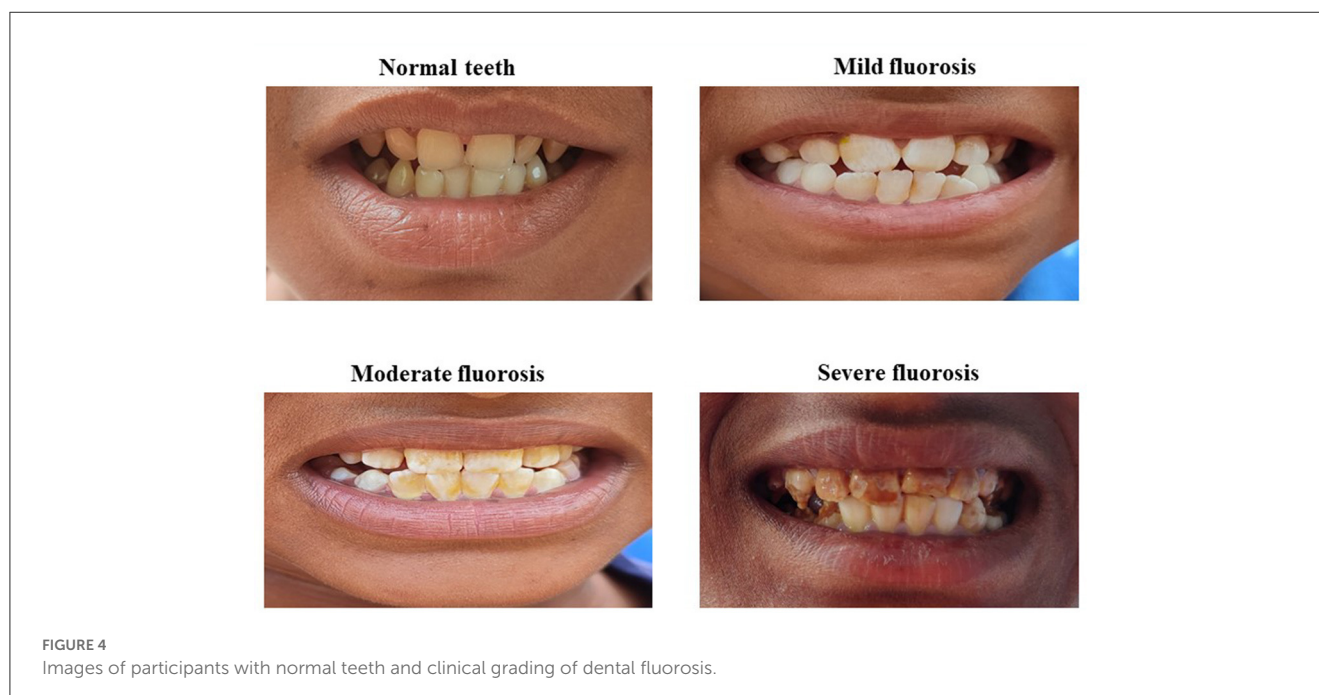 Normal teeth
Mild fluorosis
Moderate fluorosis
Severe fluorosis
FIGURE 4
Images of participants with normal teeth and clinical grading of dental fluorosis.